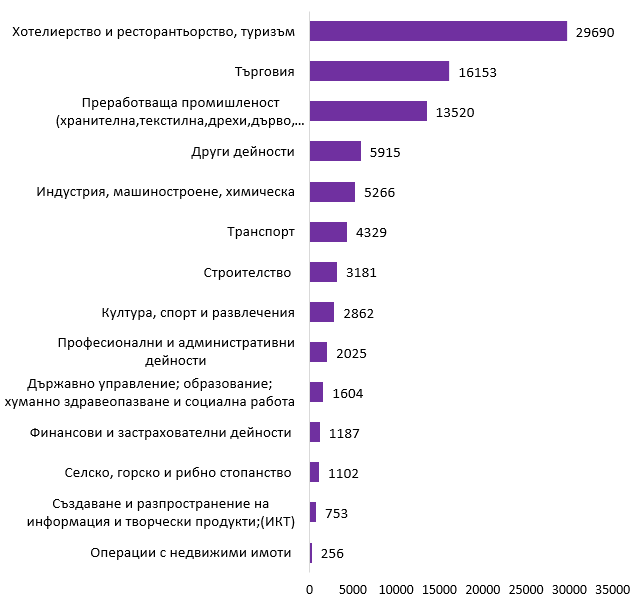 Хотелиерство и ресторантьорство, туризъм 29690
Търговия 16153
Преработваща промишленост
(хранителна,текстилна,дрехи,дърво,... 13520
Други дейности 5915
Индустрия, машиностроене, химическа 5266
Транспорт 4329
Строителство 3181
Култура, спорт и развлечения 2862
Професионални и административни
дейности 2025
Държавно управление; образование;
хуманно здравеопазване и социална работа 1604
Финансови и застрахователни дейности 1187
Селско, горско и рибно стопанство 1102
Създаване и разпространение на
информация и творчески продукти;(ИКТ) 753
Операции с недвижими имоти 256
0 5000 10000 15000 20000 25000 30000 35000